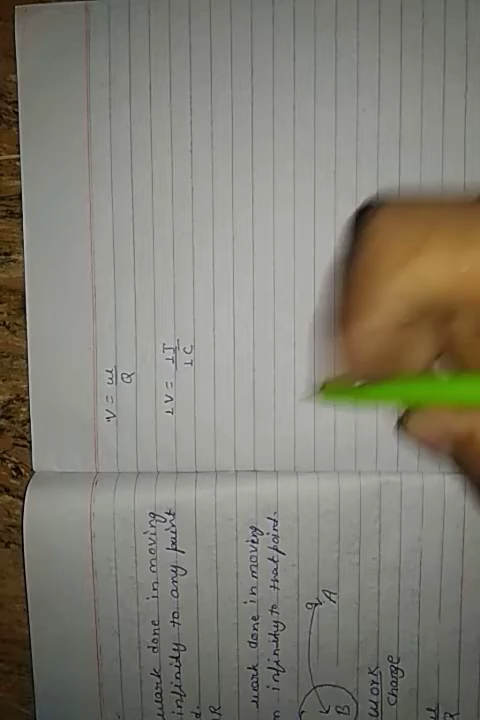 work done in moving
infinity to any point
d.
OR
work done in moving
infinity to that point.
q
A
B
Work
Charge
V = W
Q
1V = 1J
1C